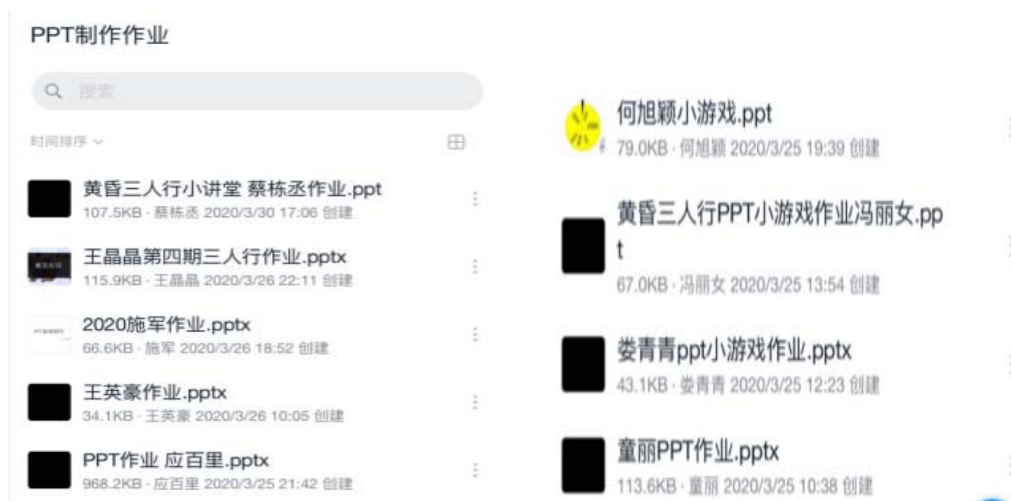 PPT制作作业
搜索
时间排序
黄昏三人行小讲堂 蔡栋丞作业.ppt
107.5KB · 蔡栋丞 2020/3/30 17:06 创建
王晶晶第四期三人行作业.pptx
115.9KB · 王晶晶 2020/3/26 22:11 创建
2020施军作业.pptx
66.6KB · 施军 2020/3/26 18:52 创建
王英豪作业.pptx
34.1KB · 王英豪 2020/3/26 10:05 创建
PPT作业 应百里.pptx
968.2KB · 应百里 2020/3/25 21:42 创建
何旭颖小游戏.ppt
79.0KB · 何旭颖 2020/3/25 19:39 创建
黄昏三人行PPT小游戏作业冯丽女.pp
t
67.0KB · 冯丽女 2020/3/25 13:54 创建
娄青青ppt小游戏作业.pptx
43.1KB · 娄青青 2020/3/25 12:23 创建
童丽PPT作业.pptx
113.6KB · 童丽 2020/3/25 10:38 创建